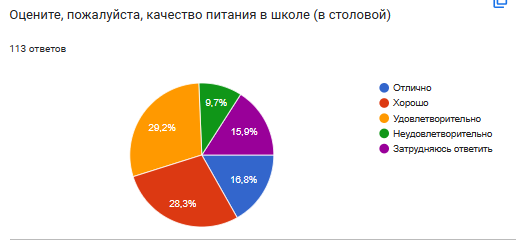 Оцените, пожалуйста, качество питания в школе (в столовой)
113 ответов
Отлично
Хорошо
Удовлетворительно
Неудовлетворительно
Затрудняюсь ответить
9,7%
29,2%
15,9%
16,8%
28,3%